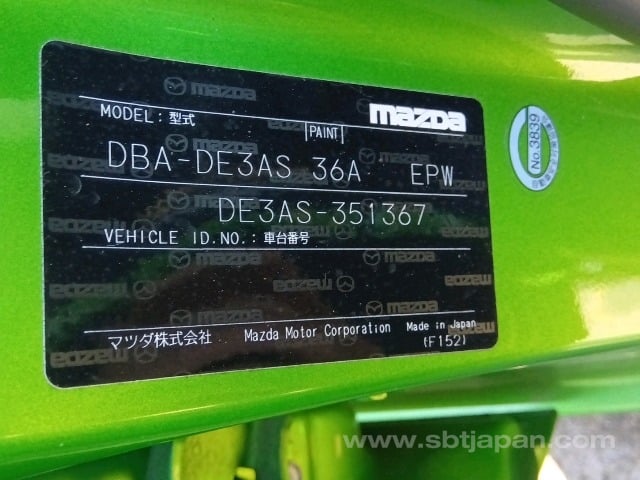 mazda
MODEL: 型式
PAINT
DBA-DE3AS 36A EPW
DE3AS-351367
VEHICLE ID.NO.: 車台番号
マツダ株式会社 Mazda Motor Corporation Made in Japan
(F152)
No.3839
www.sbtjapan.com